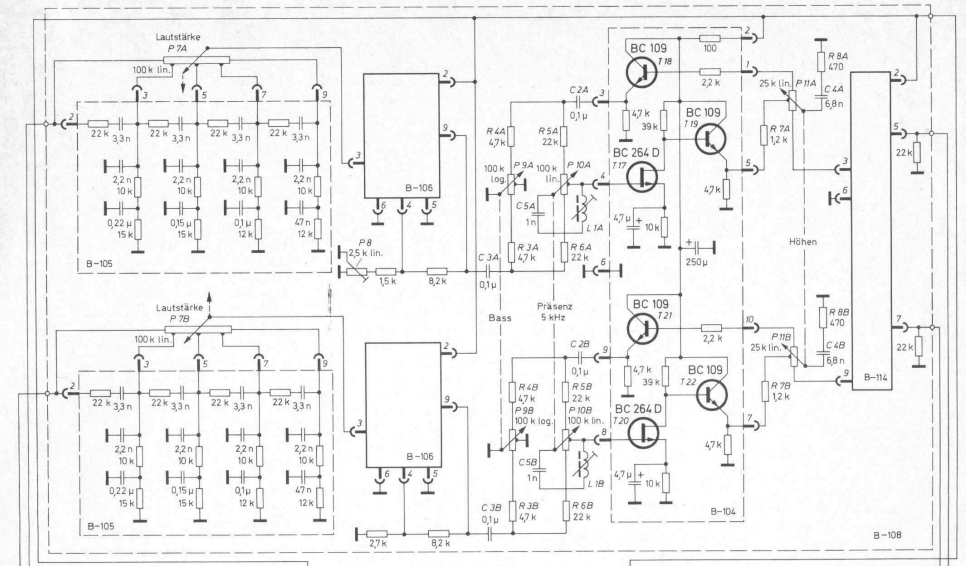 Lautstärke
P 7A
100 k lin.
2
3
5
7
9
22 k
3,3 n
22 k
3,3 n
22 k
3,3 n
22 k
3,3 n
2,2 n
10 k
2,2 n
10 k
2,2 n
10 k
2,2 n
10 k
0,22 µ
15 k
0,15 µ
15 k
0,1 µ
12 k
47 n
12 k
B-105
2
9
3
B-106
6
4
5
P 8
2,5 k lin.
1,5 k
8,2 k
C 3A
0,1 µ
R 4A
4,7 k
R 5A
22 k
C 2A
0,1 µ
3
P 9A
100 k
log.
P 10A
100 k
lin.
4
C 5A
1 n
L 1A
R 3A
4,7 k
R 6A
22 k
6
BC 109
T 18
100
2
2,2 k
1
4,7 k
39 k
BC 109
T 19
BC 264 D
T 17
5
4,7 k
4,7 µ
+
10 k
+
250 µ
25 k lin.
P 11A
R 8A
470
C 4A
6,8 n
R 7A
1,2 k
Höhen
2
5
22 k
3
6
7
22 k
9
B-114
Lautstärke
P 7B
100 k lin.
2
3
5
7
9
22 k
3,3 n
22 k
3,3 n
22 k
3,3 n
22 k
3,3 n
2,2 n
10 k
2,2 n
10 k
2,2 n
10 k
2,2 n
10 k
0,22 µ
15 k
0,15 µ
15 k
0,1 µ
12 k
47 n
12 k
B-105
2
9
3
B-106
6
4
5
2,7 k
8,2 k
C 3B
0,1 µ
Bass
Präsenz
5 kHz
R 4B
4,7 k
R 5B
22 k
C 2B
0,1 µ
9
P 9B
100 k log.
P 10B
100 k lin.
8
C 5B
1 n
L 1B
R 3B
4,7 k
R 6B
22 k
BC 109
T 21
2,2 k
10
4,7 k
39 k
BC 109
T 22
BC 264 D
T 20
7
4,7 k
4,7 µ
+
10 k
B-104
P 11B
25 k lin.
R 8B
470
C 4B
6,8 n
R 7B
1,2 k
B-108